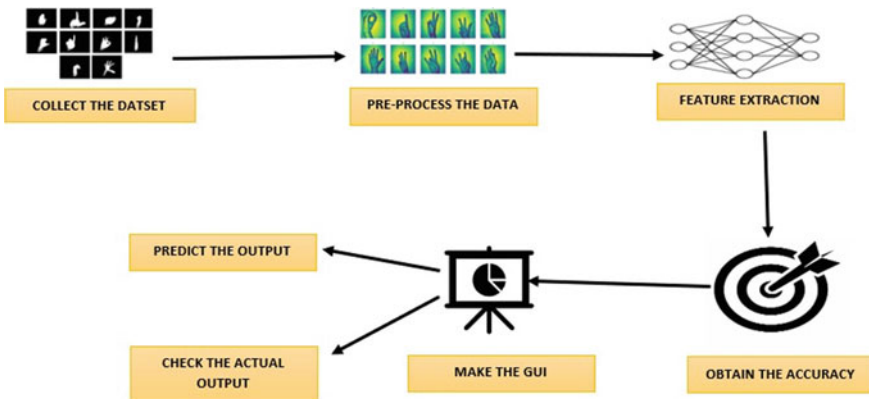 COLLECT THE DATSET
PRE-PROCESS THE DATA
FEATURE EXTRACTION
PREDICT THE OUTPUT
CHECK THE ACTUAL
OUTPUT
MAKE THE GUI
OBTAIN THE ACCURACY